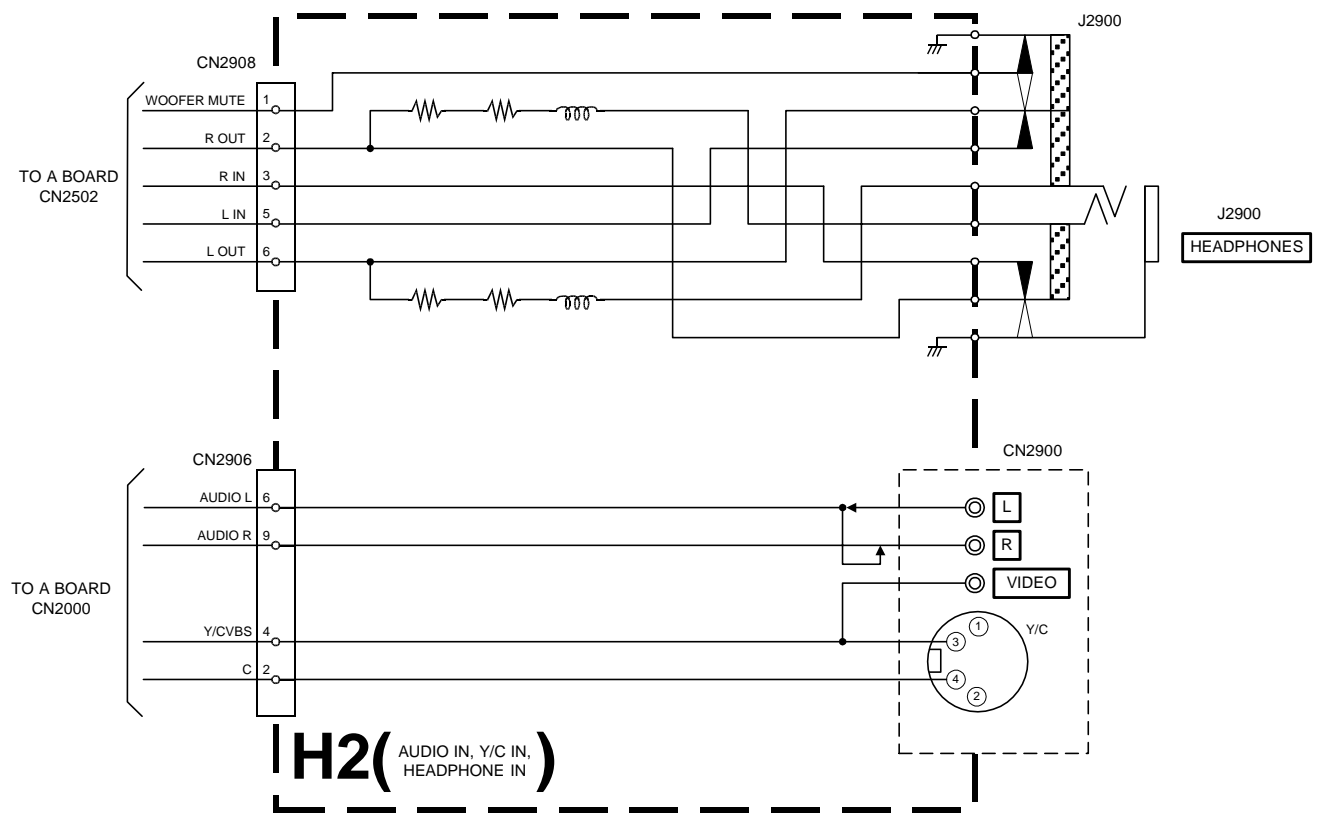 J2900
CN2908
WOOFER MUTE 1
R OUT 2
R IN 3
L IN 5
L OUT 6
TO A BOARD
CN2502
J2900
HEADPHONES
CN2906
CN2900
AUDIO L 6
L
AUDIO R 9
R
VIDEO
TO A BOARD
CN2000
Y/CVBS 4
C 2
1
Y/C
3
4
2
H2( AUDIO IN, Y/C IN,
HEADPHONE IN )